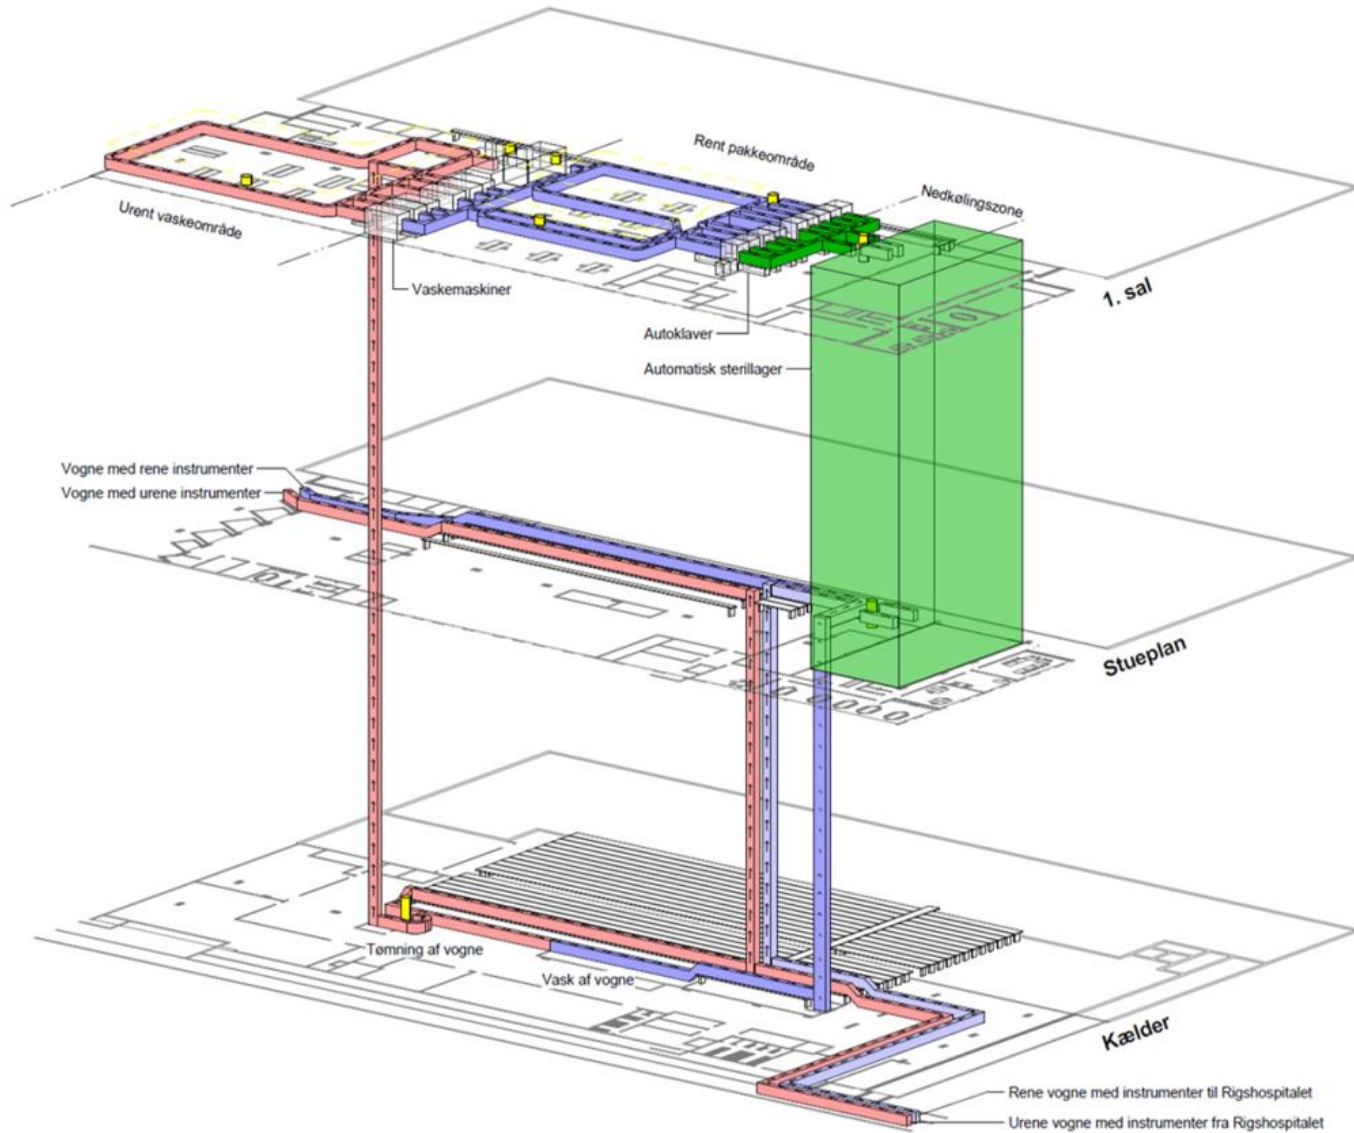 Rent pakkeområde
Nedkølingszone
Urent vaskeområde
Vaskemaskiner
1. sal
Autoklaver
Automatisk sterillager
Vogne med rene instrumenter
Vogne med urene instrumenter
Stueplan
Tømning af vogne
Vask af vogne
Kælder
Rene vogne med instrumenter til Rigshospitalet
Urene vogne med instrumenter fra Rigshospitalet